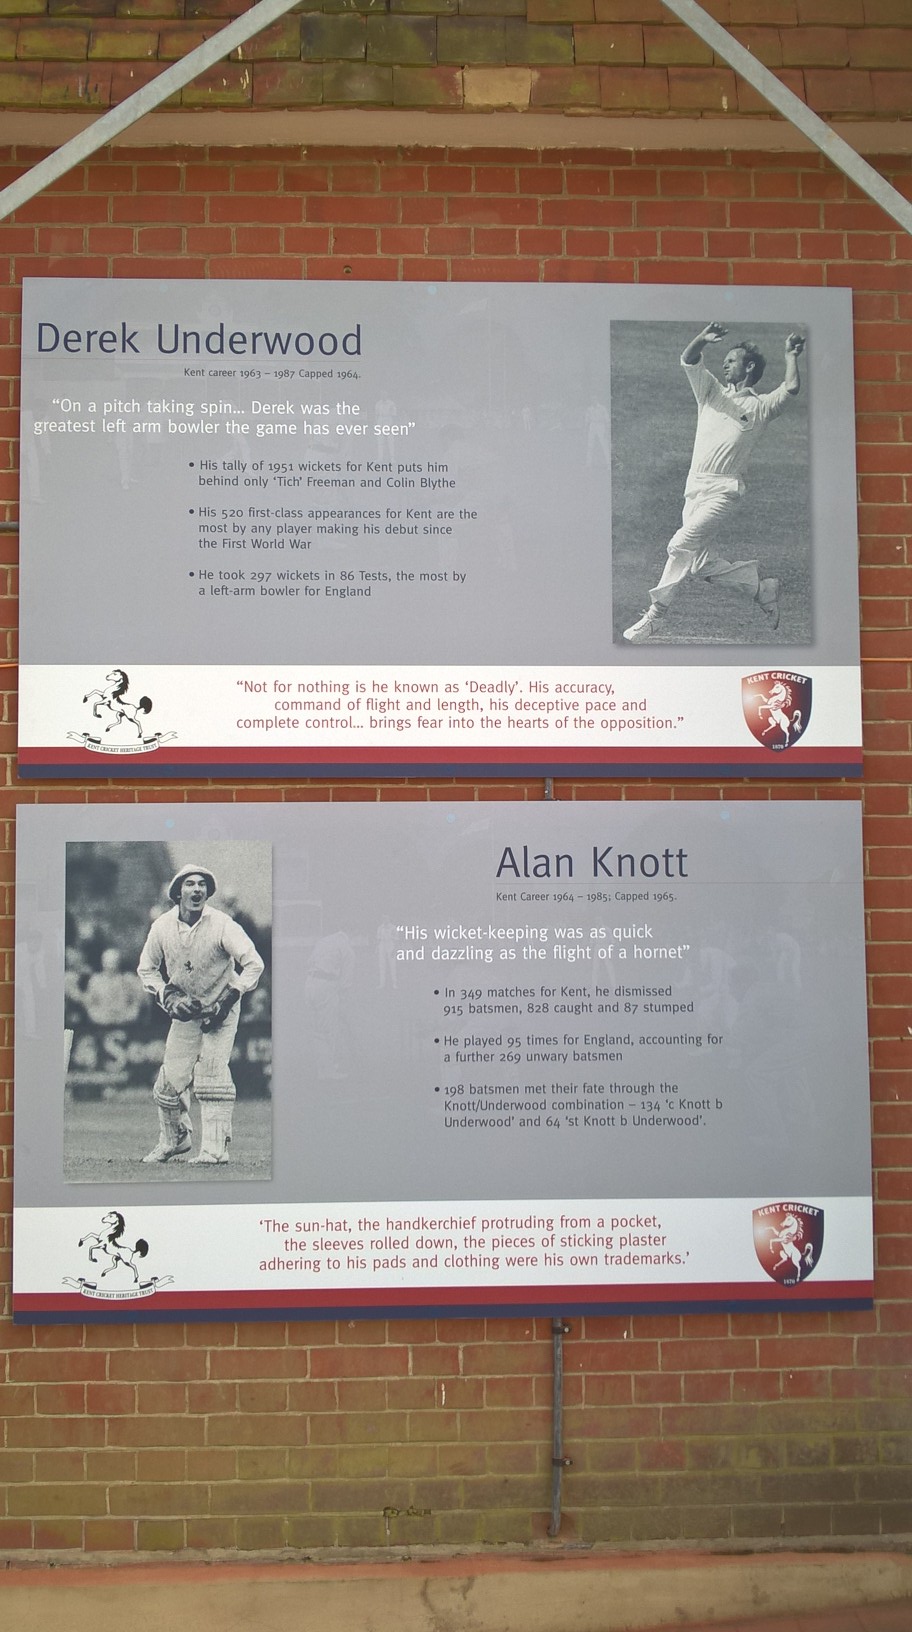 Derek Underwood
Kent career 1963 – 1987 Capped 1964.
“On a pitch taking spin... Derek was the
greatest left arm bowler the game has ever seen”
• His tally of 1951 wickets for Kent puts him
behind only ‘Tich’ Freeman and Colin Blythe
• His 520 first-class appearances for Kent are the
most by any player making his debut since
the First World War
• He took 297 wickets in 86 Tests, the most by
a left-arm bowler for England
KENT CRICKET HERITAGE TRUST
“Not for nothing is he known as ‘Deadly’. His accuracy,
command of flight and length, his deceptive pace and
complete control... brings fear into the hearts of the opposition.”
KENT CRICKET
1870
Alan Knott
Kent Career 1964 – 1985; Capped 1965.
“His wicket-keeping was as quick
and dazzling as the flight of a hornet”
• In 349 matches for Kent, he dismissed
915 batsmen, 828 caught and 87 stumped
• He played 95 times for England, accounting for
a further 269 unwary batsmen
• 198 batsmen met their fate through the
Knott/Underwood combination – 134 ‘c Knott b
Underwood’ and 64 ‘st Knott b Underwood’.
KENT CRICKET HERITAGE TRUST
‘The sun-hat, the handkerchief protruding from a pocket,
the sleeves rolled down, the pieces of sticking plaster
adhering to his pads and clothing were his own trademarks.’
KENT CRICKET
1870